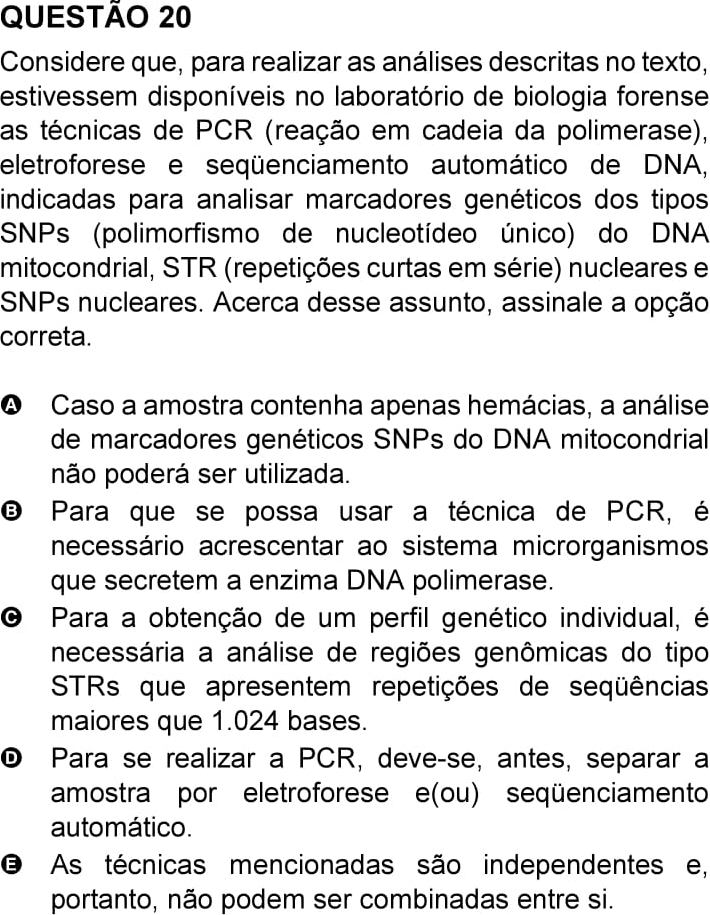 QUESTÃO 20
Considere que, para realizar as análises descritas no texto,
estivessem disponíveis no laboratório de biologia forense
as técnicas de PCR (reação em cadeia da polimerase),
eletroforese e seqüenciamento automático de DNA,
indicadas para analisar marcadores genéticos dos tipos
SNPs (polimorfismo de nucleotídeo único) do DNA
mitocondrial, STR (repetições curtas em série) nucleares e
SNPs nucleares. Acerca desse assunto, assinale a opção
correta.
A Caso a amostra contenha apenas hemácias, a análise
de marcadores genéticos SNPs do DNA mitocondrial
não poderá ser utilizada.
B Para que se possa usar a técnica de PCR, é
necessário acrescentar ao sistema microrganismos
que secretem a enzima DNA polimerase.
C Para a obtenção de um perfil genético individual, é
necessária a análise de regiões genômicas do tipo
STRs que apresentem repetições de seqüências
maiores que 1.024 bases.
D Para se realizar a PCR, deve-se, antes, separar a
amostra por eletroforese e(ou) seqüenciamento
automático.
E As técnicas mencionadas são independentes e,
portanto, não podem ser combinadas entre si.